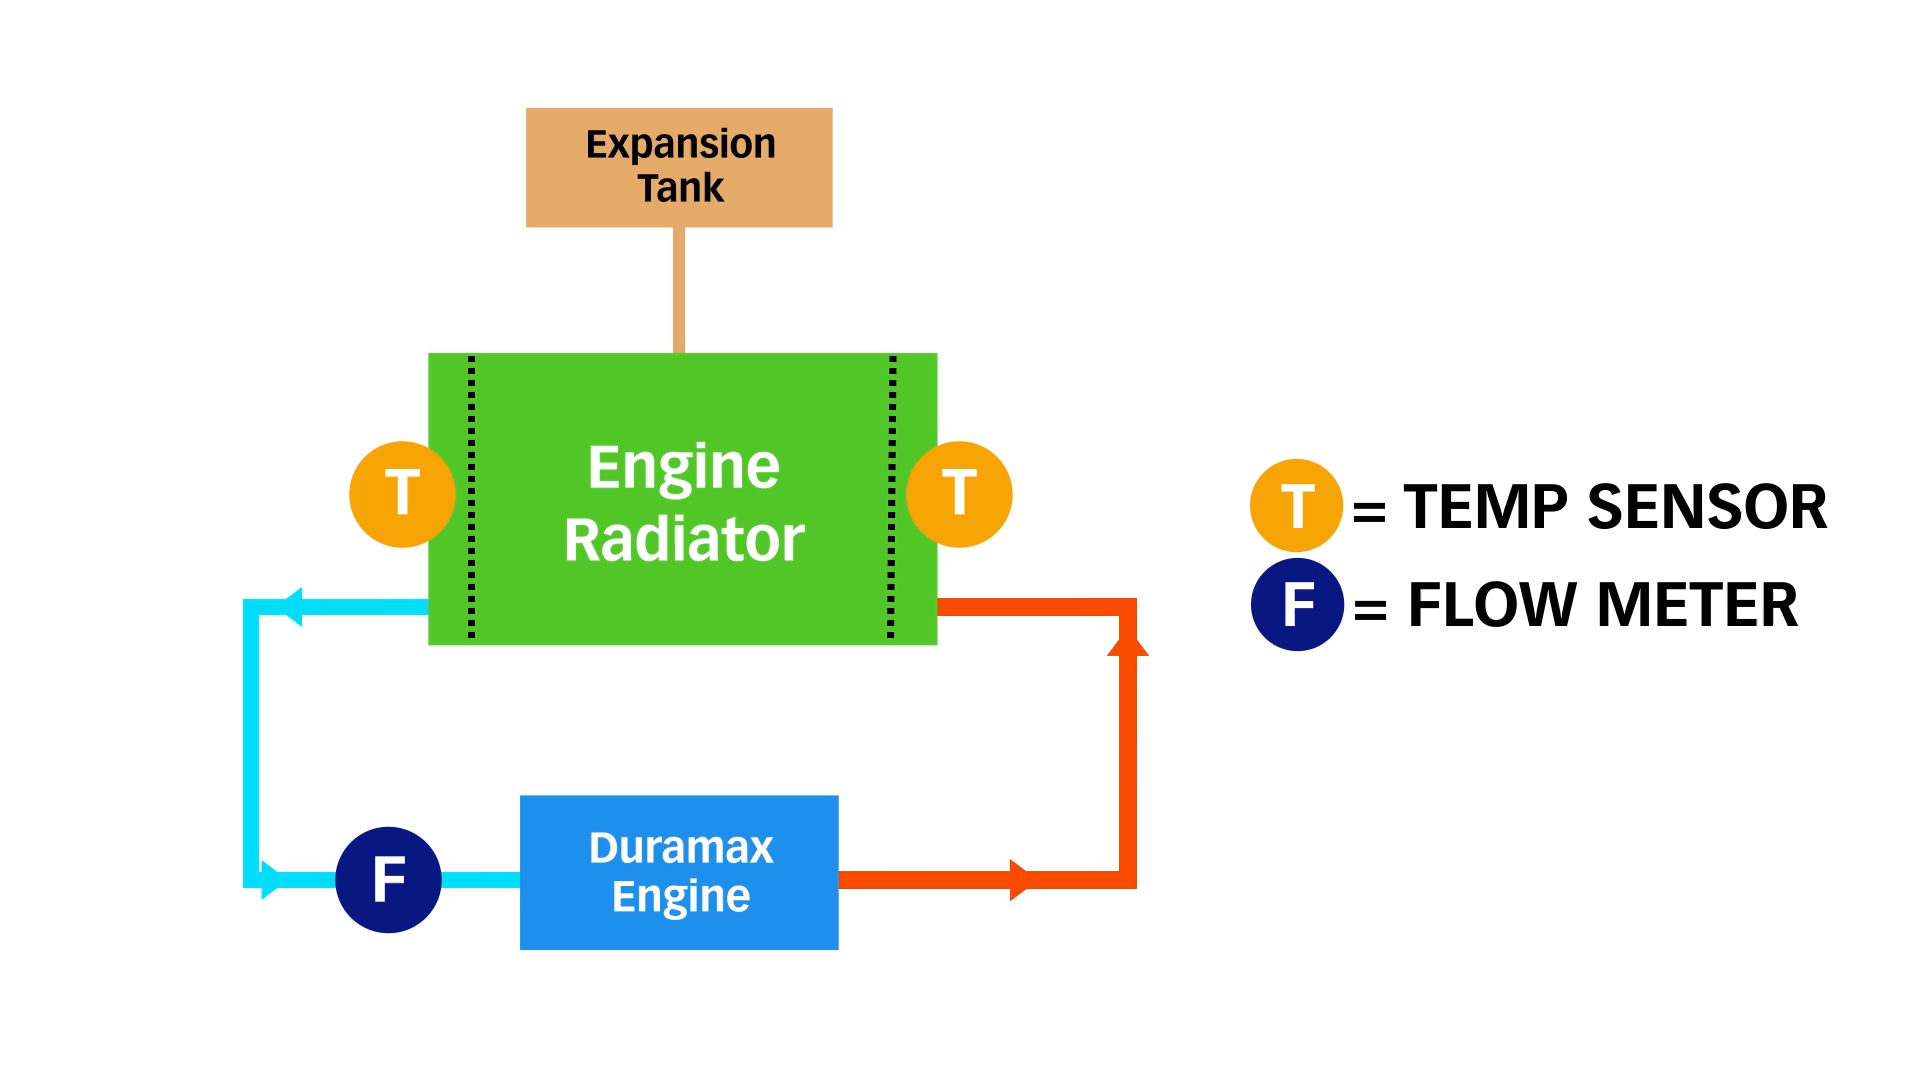 Expansion
Tank
Engine
Radiator
T
T
T = TEMP SENSOR
F = FLOW METER
Duramax
Engine
F